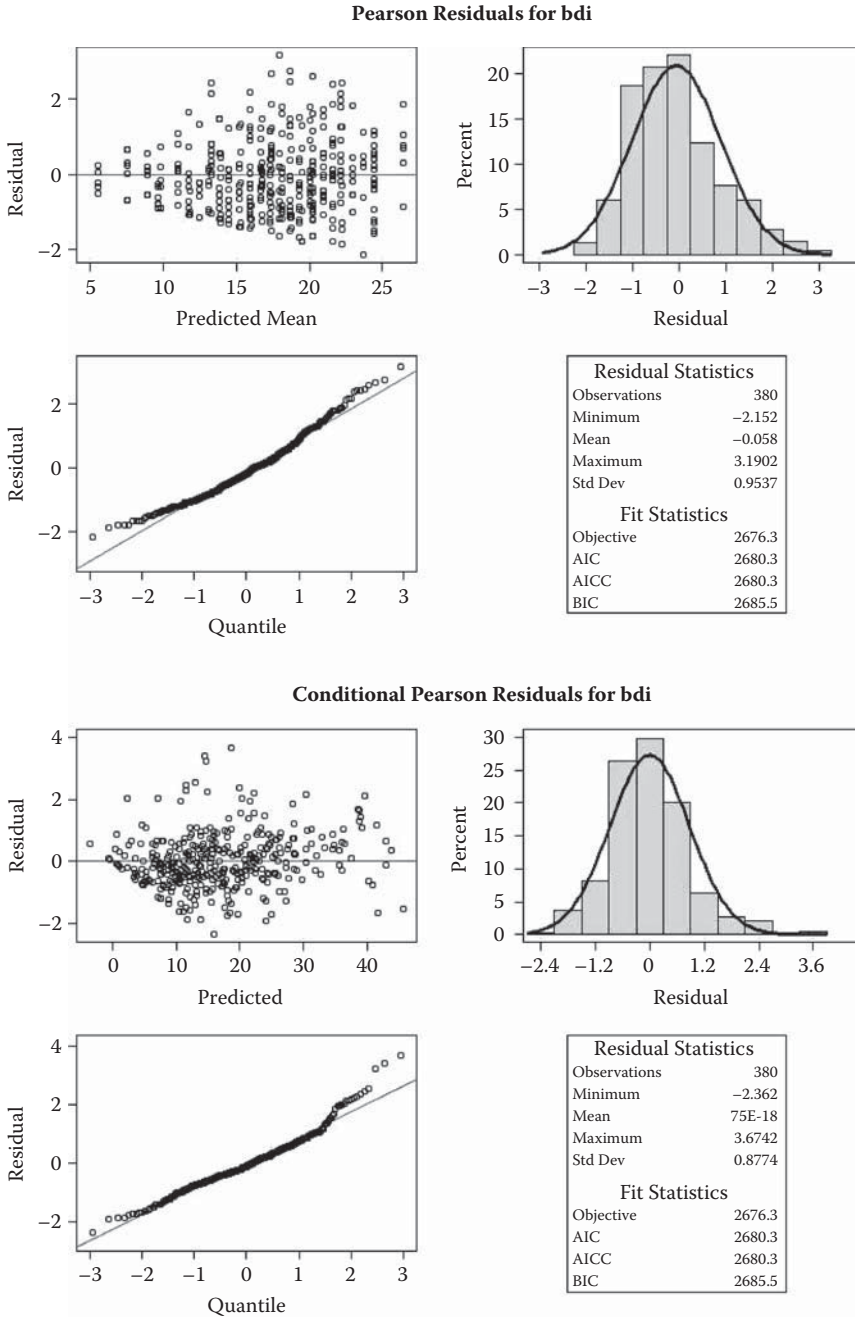 Pearson Residuals for bdi
Residual
2
0
−2
5 10 15 20 25
Predicted Mean
Percent
20
15
10
5
0
−3 −2 −1 0 1 2 3
Residual
Residual
2
0
−2
−3 −2 −1 0 1 2 3
Quantile
Residual Statistics
Observations 380
Minimum −2.152
Mean −0.058
Maximum 3.1902
Std Dev 0.9537
Fit Statistics
Objective 2676.3
AIC 2680.3
AICC 2680.3
BIC 2685.5
Conditional Pearson Residuals for bdi
Residual
4
2
0
−2
0 10 20 30 40
Predicted
Percent
30
25
20
15
10
5
0
−2.4 −1.2 0 1.2 2.4 3.6
Residual
Residual
4
2
0
−2
−3 −2 −1 0 1 2 3
Quantile
Residual Statistics
Observations 380
Minimum −2.362
Mean 75E-18
Maximum 3.6742
Std Dev 0.8774
Fit Statistics
Objective 2676.3
AIC 2680.3
AICC 2680.3
BIC 2685.5